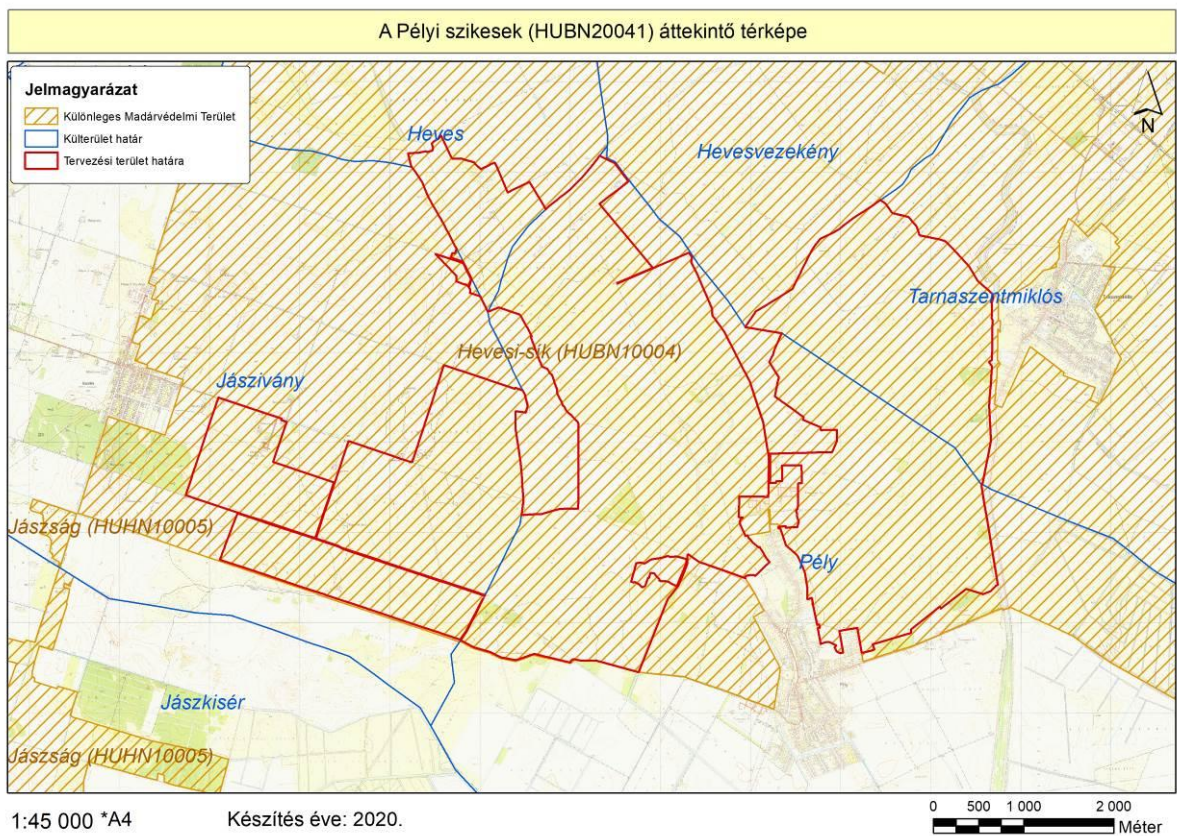 A Pélyi szikesek (HUBN20041) áttekintő térképe
Jelmagyarázat
Különleges Madárvédelmi Terület
Külterület határ
Tervezési terület határa
N
Heves
Hevesvezekény
Tarnaszentmiklós
Hevesi-sík (HUBN10004)
Jászivány
Jászság (HUHN10005)
Pély
Jászkisér
Jászság (HUHN10005)
1:45 000 *A4
Készítés éve: 2020.
0 500 1 000 2 000
Méter